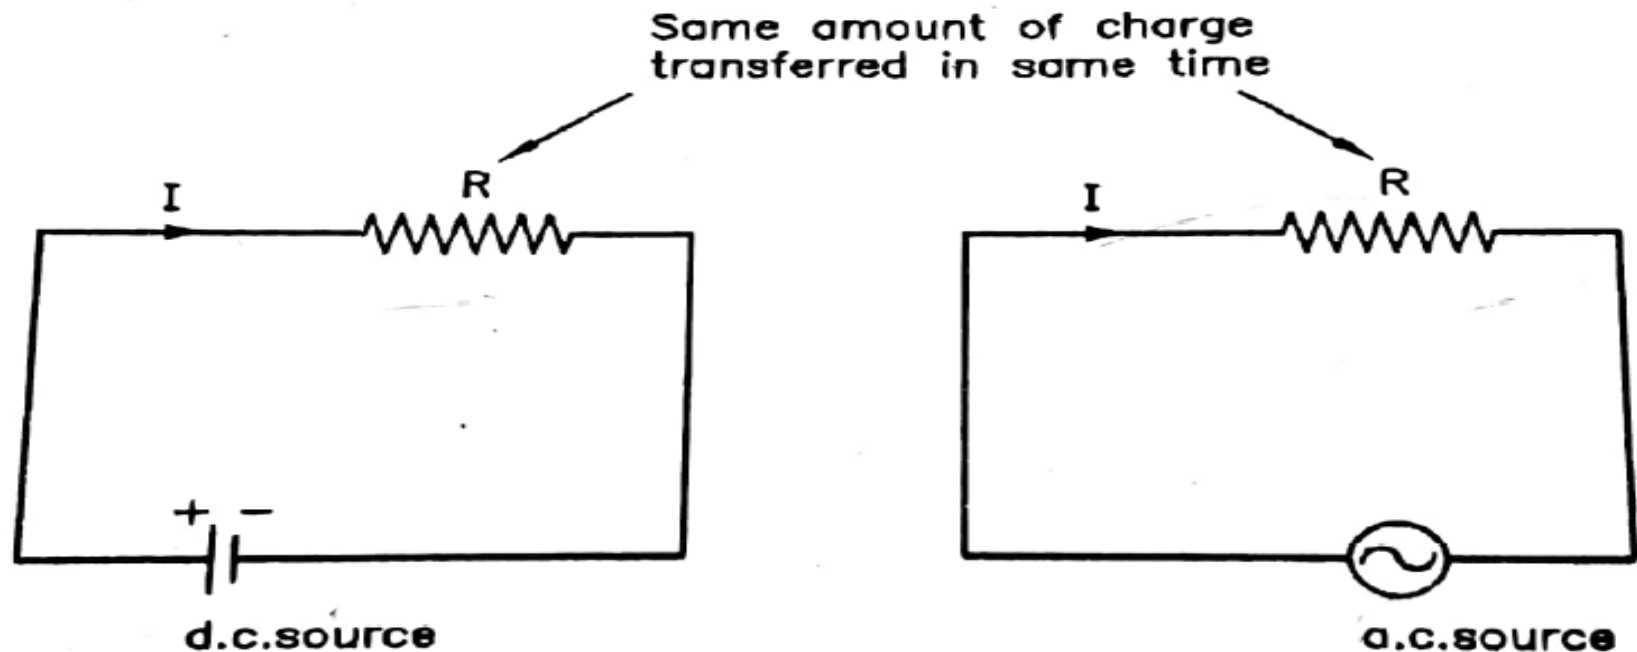 Same amount of charge
transferred in same time
I
R
I
R
+ -
d.c.source
a.c.source